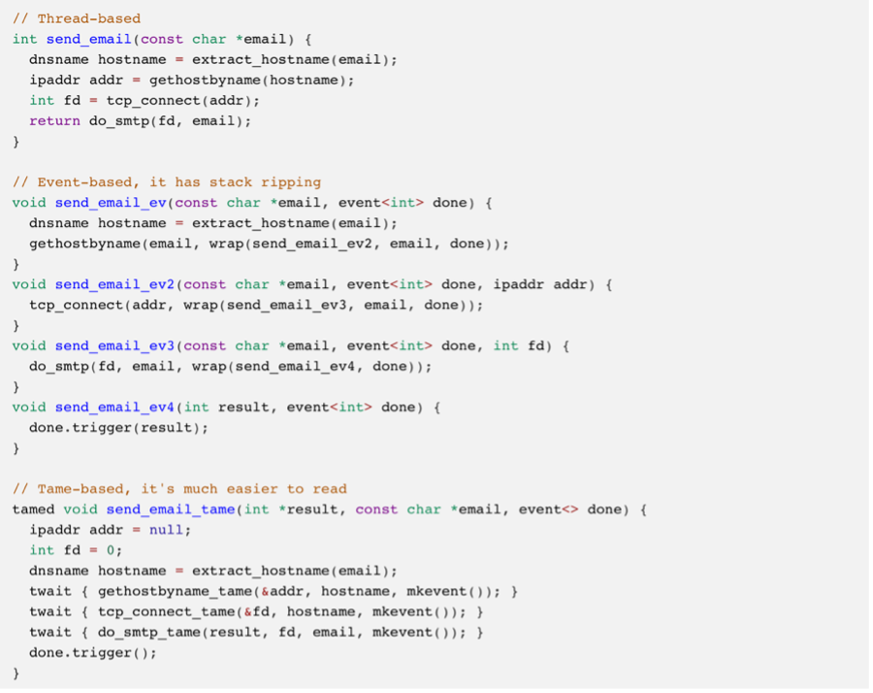 // Thread-based
int send_email(const char *email) {
  dnsname hostname = extract_hostname(email);
  ipaddr addr = gethostbyname(hostname);
  int fd = tcp_connect(addr);
  return do_smtp(fd, email);
}

// Event-based, it has stack ripping
void send_email_ev(const char *email, event<int> done) {
  dnsname hostname = extract_hostname(email);
  gethostbyname(email, wrap(send_email_ev2, email, done));
}
void send_email_ev2(const char *email, event<int> done, ipaddr addr) {
  tcp_connect(addr, wrap(send_email_ev3, email, done));
}
void send_email_ev3(const char *email, event<int> done, int fd) {
  do_smtp(fd, email, wrap(send_email_ev4, done));
}
void send_email_ev4(int result, event<int> done) {
  done.trigger(result);
}

// Tame-based, it's much easier to read
tamed void send_email_tame(int *result, const char *email, event<> done) {
  ipaddr addr = null;
  int fd = 0;
  dnsname hostname = extract_hostname(email);
  twait { gethostbyname_tame(&addr, hostname, mkevent()); }
  twait { tcp_connect_tame(&fd, hostname, mkevent()); }
  twait { do_smtp_tame(result, fd, email, mkevent()); }
  done.trigger();
}